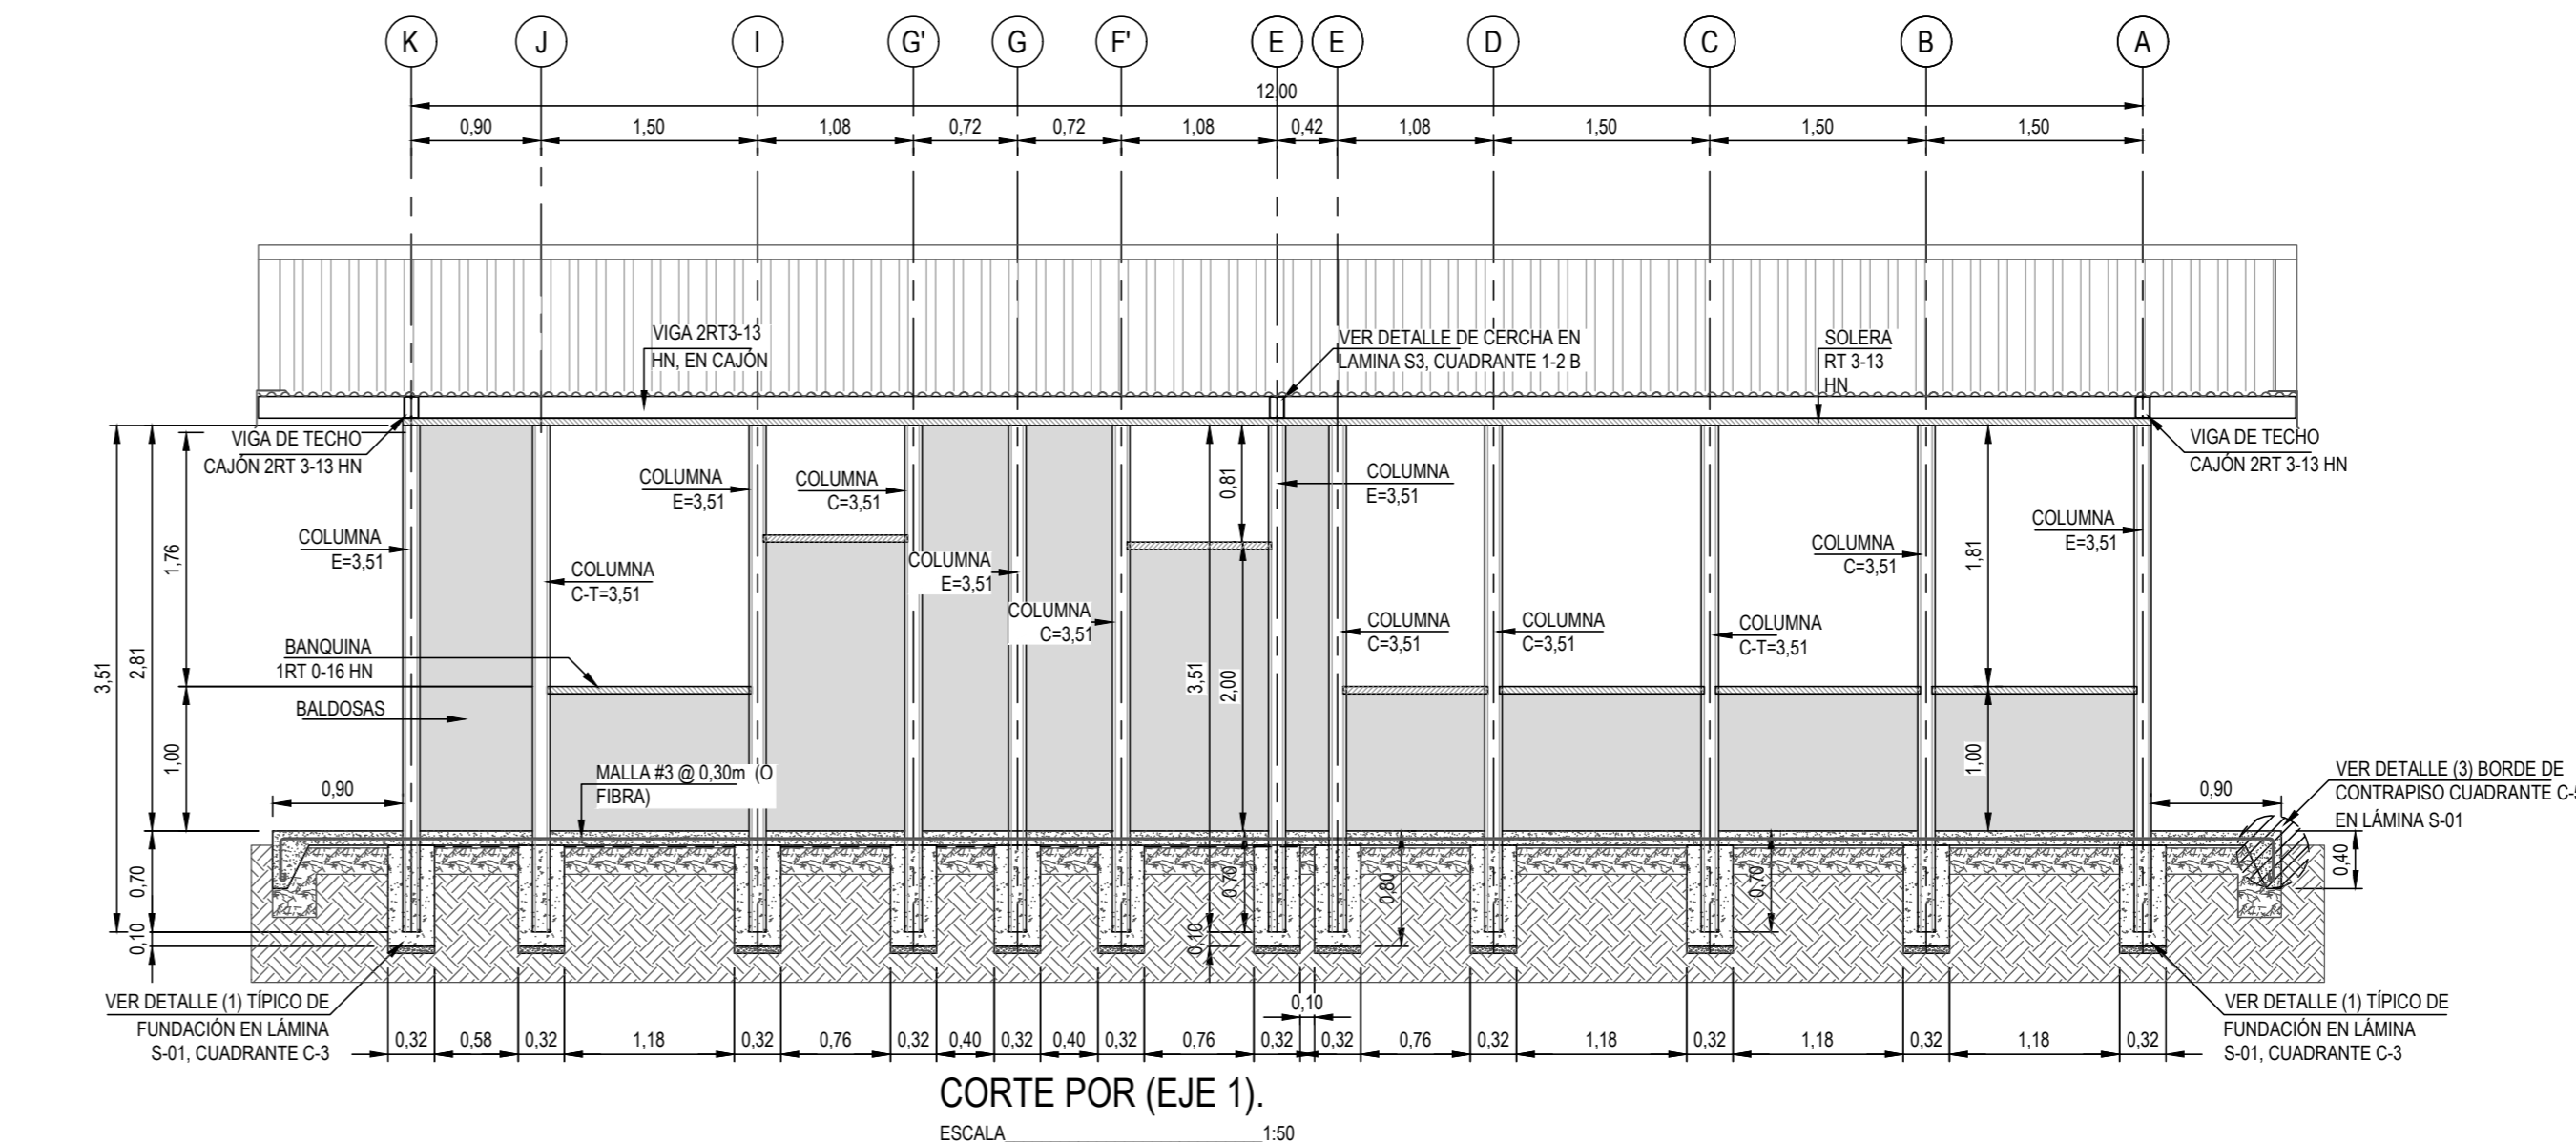 K J I G' G F' E E D C B A
12,00
0,90 1,50 1,08 0,72 0,72 1,08 0,42 1,08 1,50 1,50 1,50
VIGA 2RT3-13
HN, EN CAJÓN
VER DETALLE DE CERCHA EN
LAMINA S3, CUADRANTE 1-2 B
SOLERA
RT 3-13
HN
VIGA DE TECHO
CAJÓN 2RT 3-13 HN
VIGA DE TECHO
CAJÓN 2RT 3-13 HN
COLUMNA
E=3,51
COLUMNA
C-T=3,51
COLUMNA
E=3,51
COLUMNA
C=3,51
COLUMNA
E=3,51
COLUMNA
C=3,51
COLUMNA
E=3,51
COLUMNA
C=3,51
COLUMNA
C=3,51
COLUMNA
C-T=3,51
COLUMNA
C=3,51
COLUMNA
E=3,51
3,51
2,81
1,76
1,00
0,70
0,10
BANQUINA
1RT 0-16 HN
BALDOSAS
MALLA #3 @ 0,30m (O
FIBRA)
0,90
0,81
3,51
2,00
0,70
0,10
0,80
0,70
1,81
1,00
0,90
0,40
VER DETALLE (3) BORDE DE
CONTRAPISO CUADRANTE C-5
EN LÁMINA S-01
VER DETALLE (1) TÍPICO DE
FUNDACIÓN EN LÁMINA
S-01, CUADRANTE C-3
0,10
0,32 0,58 0,32 1,18 0,32 0,76 0,32 0,40 0,32 0,40 0,32 0,76 0,32 0,32 0,76 0,32 1,18 0,32 1,18 0,32 1,18 0,32
VER DETALLE (1) TÍPICO DE
FUNDACIÓN EN LÁMINA
S-01, CUADRANTE C-3
CORTE POR (EJE 1).
ESCALA 1:50